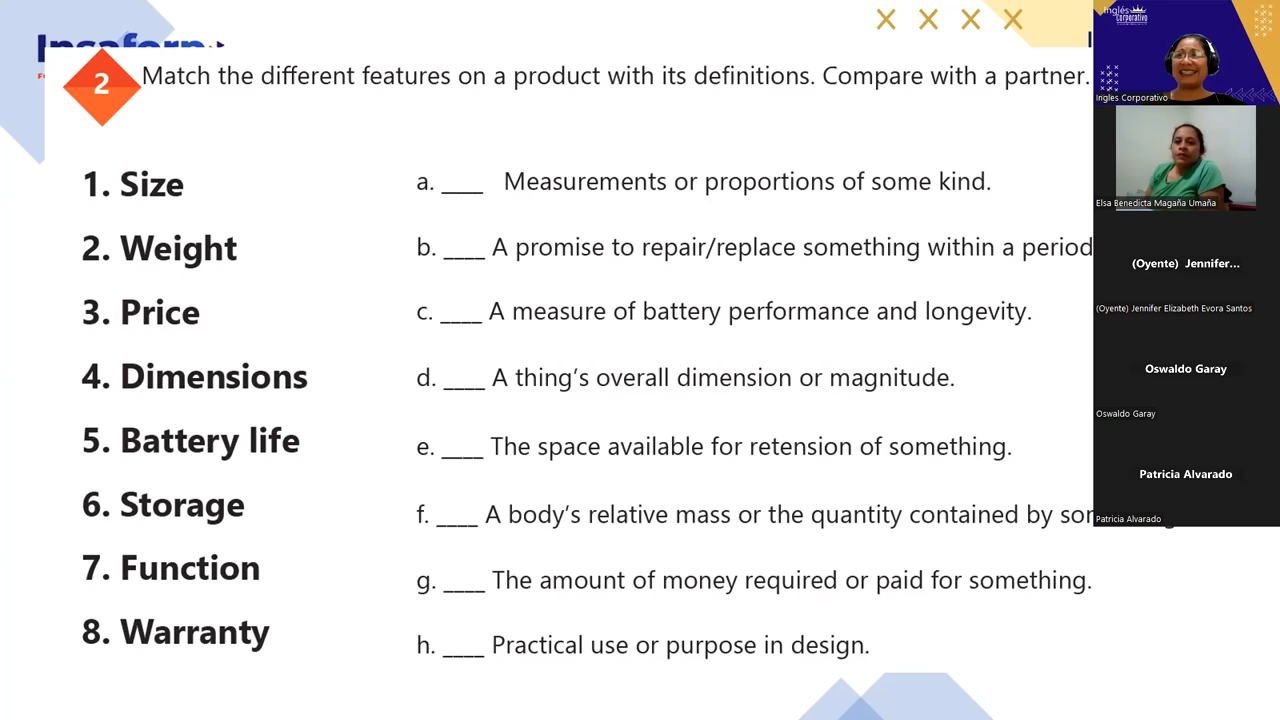 Insaforp
2
Match the different features on a product with its definitions. Compare with a partner.
1. Size
2. Weight
3. Price
4. Dimensions
5. Battery life
6. Storage
7. Function
8. Warranty
a. ____ Measurements or proportions of some kind.
b. ____ A promise to repair/replace something within a period
c. ____ A measure of battery performance and longevity.
d. ____ A thing's overall dimension or magnitude.
e. ____ The space available for retension of something.
f. ____ A body's relative mass or the quantity contained by
g. ____ The amount of money required or paid for something.
h. ____ Practical use or purpose in design.
Inglés
Corporativo
Ingles Corporativo
Elsa Benedicta Magaña Umaña
(Oyente) Jennifer...
(Oyente) Jennifer Elizabeth Evora Santos
Oswaldo Garay
Oswaldo Garay
Patricia Alvarado
Patricia Alvarado